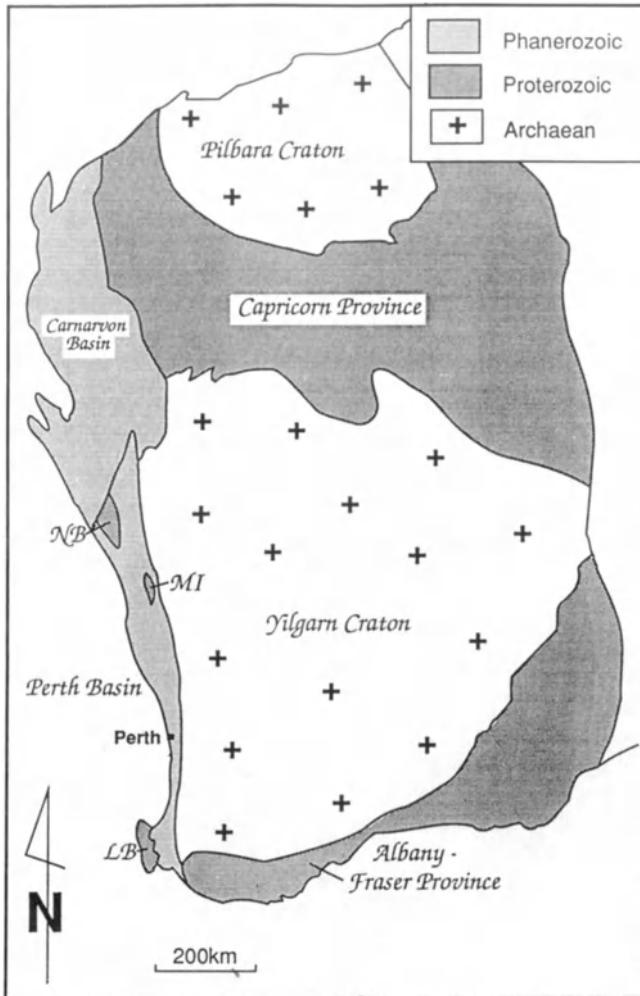 Phanerozoic
Proterozoic
Archaean
Pilbara Craton
Capricorn Province
Carnarvon
Basin
NB
MI
Yilgarn Craton
Perth Basin
Perth
LB
Albany -
Fraser Province
N
200km